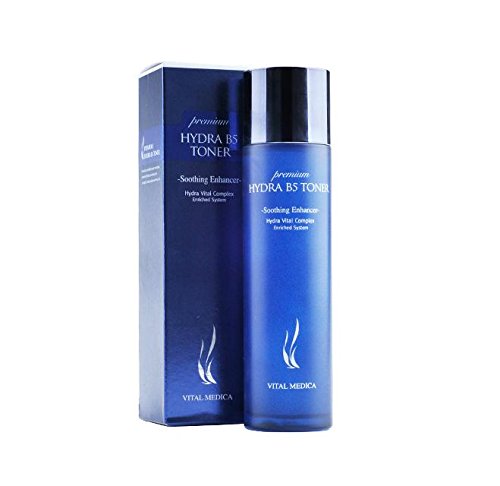 premium
HYDRA B5
TONER
-Soothing Enhancer-
Hydra Vital Complex
Enriched System
VITAL MEDICA
premium
HYDRA B5 TONER
-Soothing Enhancer-
Hydra Vital Complex
Enriched System
VITAL MEDICA